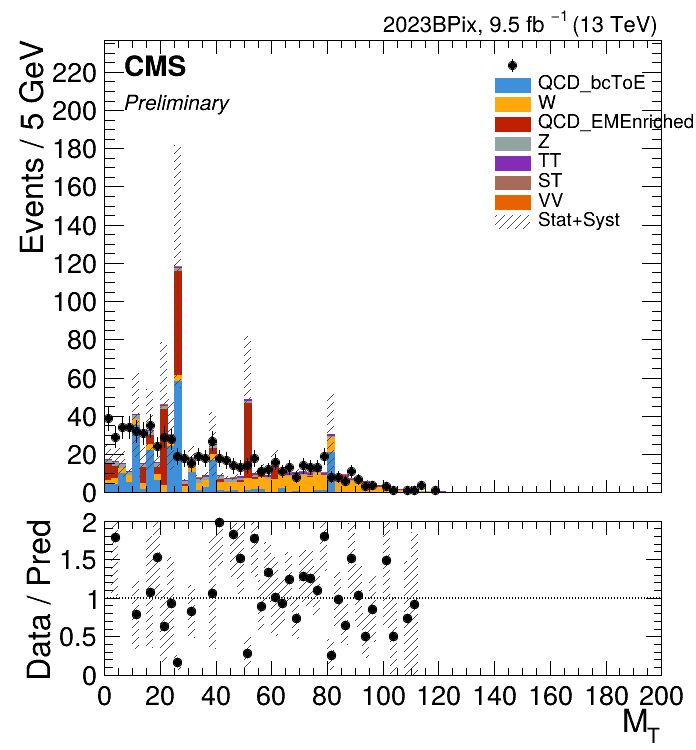 2023BPix, 9.5 fb⁻¹ (13 TeV)
CMS
Preliminary
QCD_bcToE
W
QCD_EMEnriched
Z
TT
ST
VV
Stat+Syst
Events / 5 GeV
220
200
180
160
140
120
100
80
60
40
20
0
Data / Pred
2
1.5
1
0.5
0
0 20 40 60 80 100 120 140 160 180 200
M_T